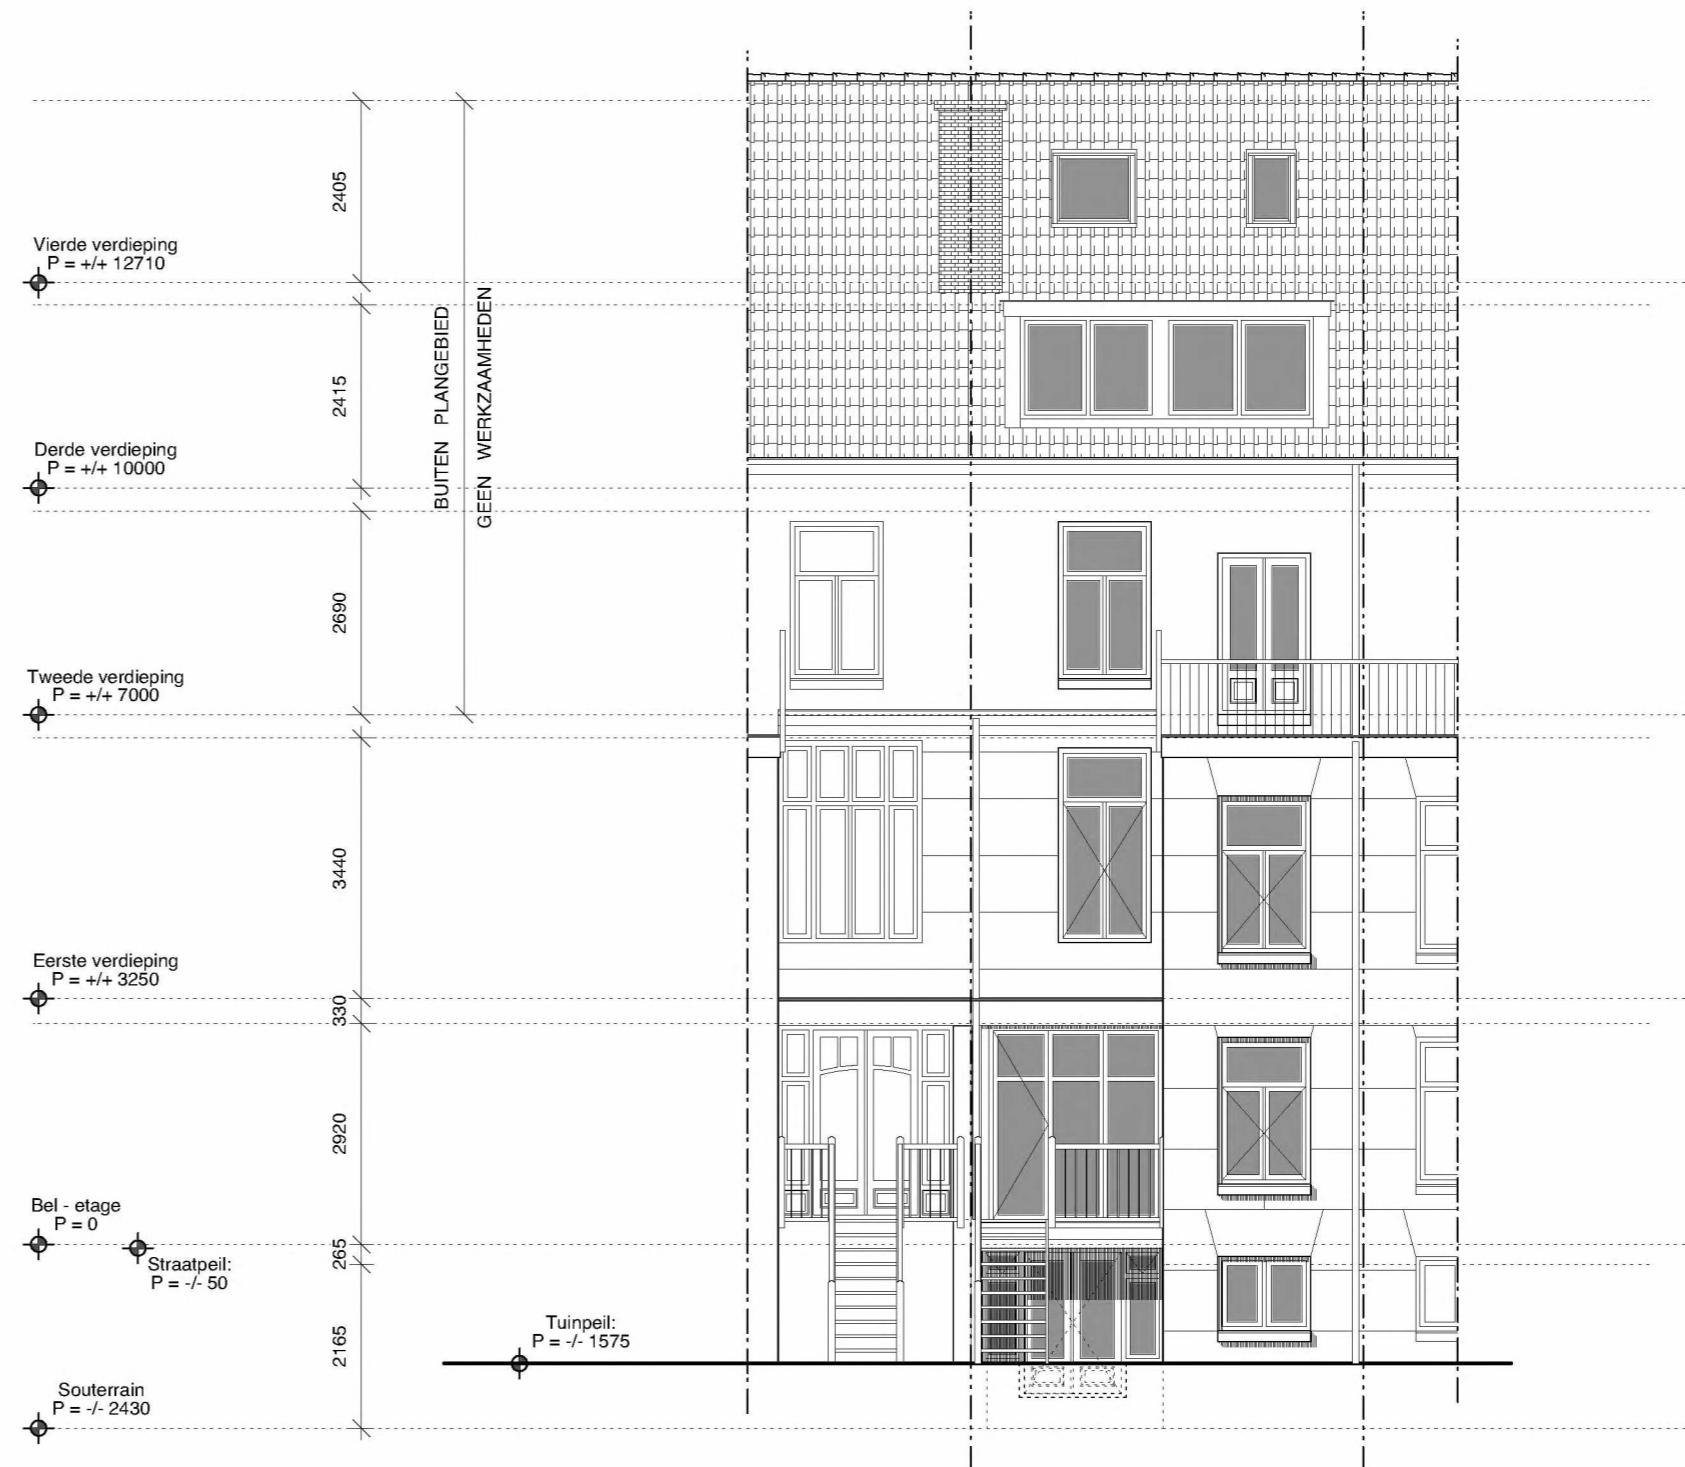 2405
Vierde verdieping
P = +/+ 12710
BUITEN PLANGEBIED
GEEN WERKZAAMHEDEN
2415
Derde verdieping
P = +/+ 10000
2690
Tweede verdieping
P = +/+ 7000
3440
Eerste verdieping
P = +/+ 3250
330
2920
Bel - etage
P = 0
265
Straatpeil:
P = -/- 50
2165
Tuinpeil:
P = -/- 1575
Souterrain
P = -/- 2430